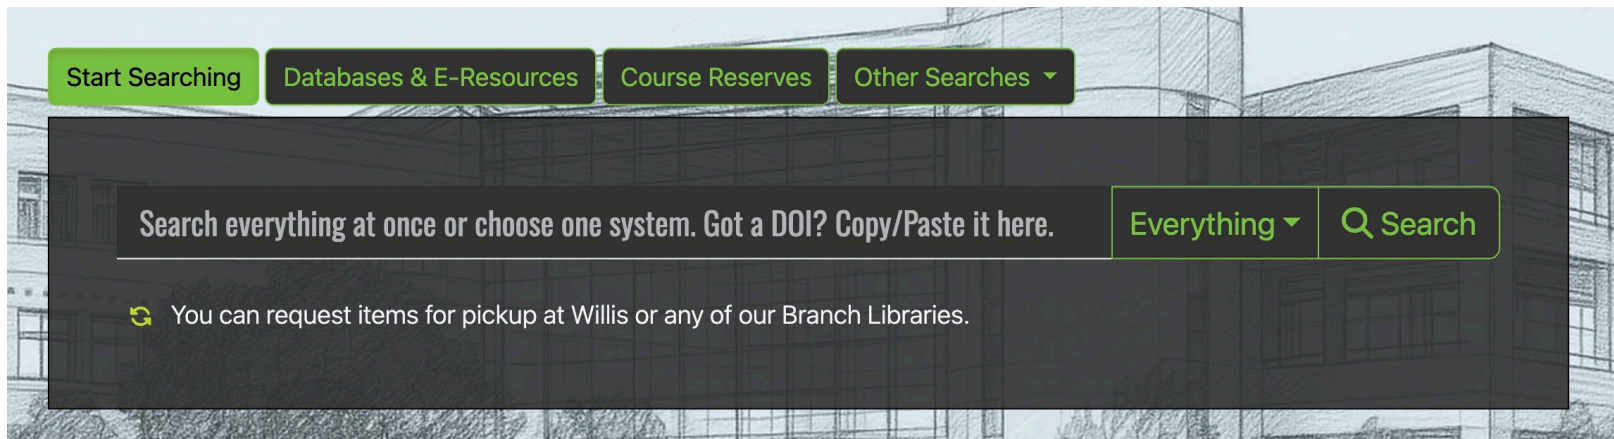 Start Searching
Databases & E-Resources
Course Reserves
Other Searches
Search everything at once or choose one system. Got a DOI? Copy/Paste it here.
Everything
Search
You can request items for pickup at Willis or any of our Branch Libraries.